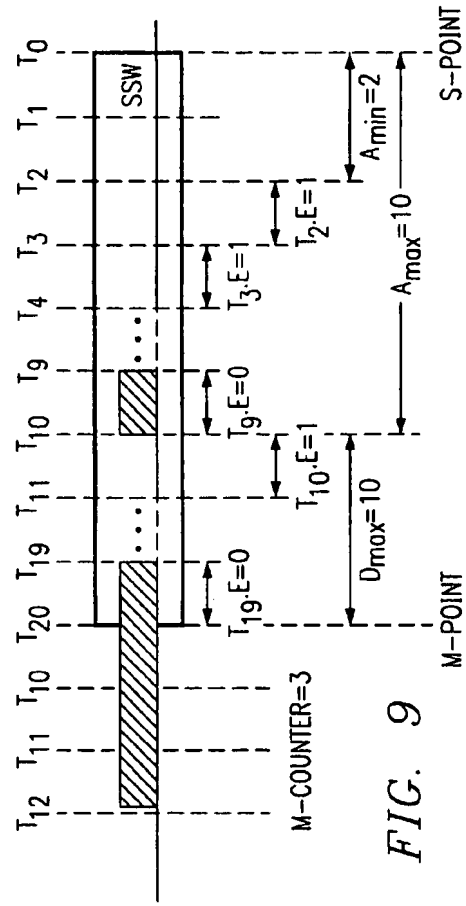 T12 T11 T10 T20 T19 T11 T10 T9 T4 T3 T2 T1 T0
SSW
••• •••
T19·E=0 T9·E=0 T3·E=1
M-COUNTER=3 T10·E=1 T2·E=1
Amin=2
Dmax=10 Amax=10
M-POINT S-POINT
FIG. 9